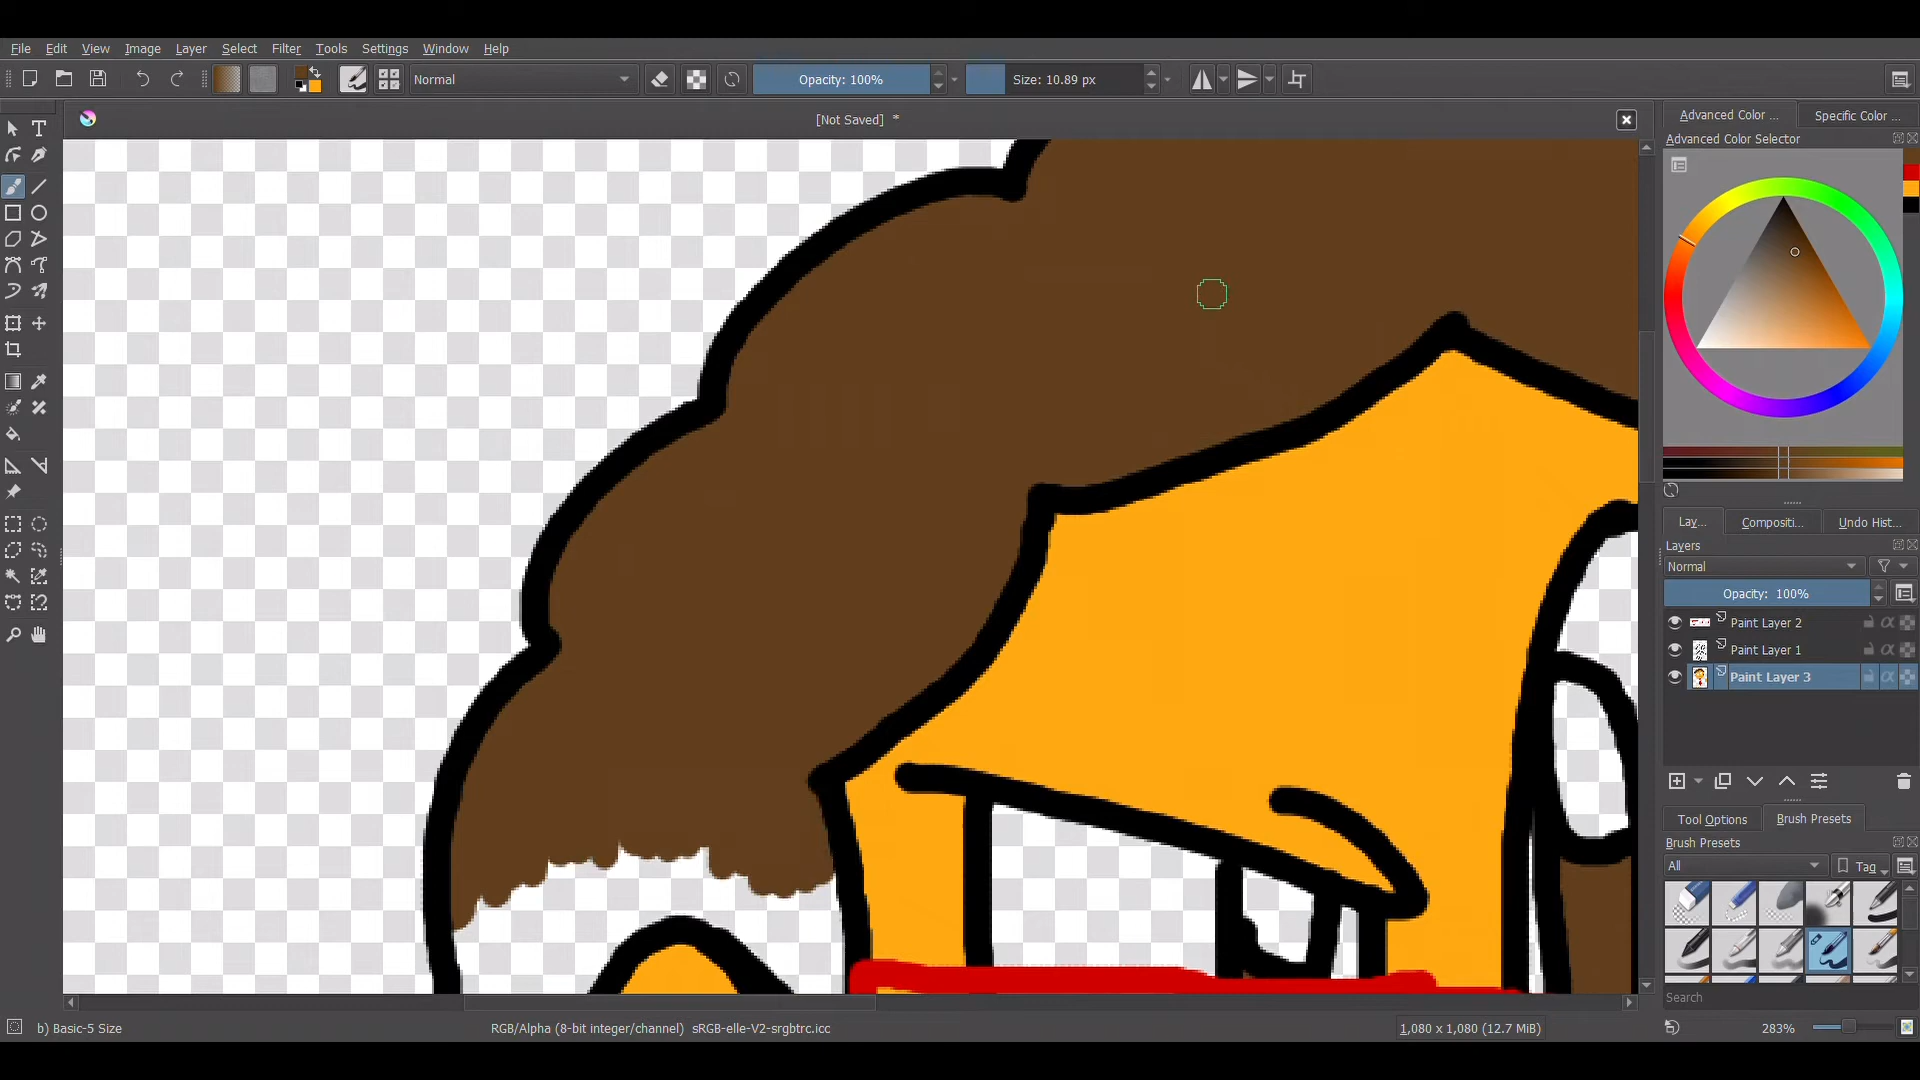 File Edit View Image Layer Select Filter Tools Settings Window Help
Normal Opacity: 100% Size: 10.89 px
[Not Saved] *
Advanced Color ... Specific Color ...
Advanced Color Selector
Lay... Compositi... Undo Hist...
Layers
Normal
Opacity: 100%
Paint Layer 2
Paint Layer 1
Paint Layer 3
Tool Options Brush Presets
Brush Presets
All Tag
Search
b) Basic-5 Size RGB/Alpha (8-bit integer/channel) sRGB-elle-V2-srgbtrc.icc 1,080 x 1,080 (12.7 MiB) 283%